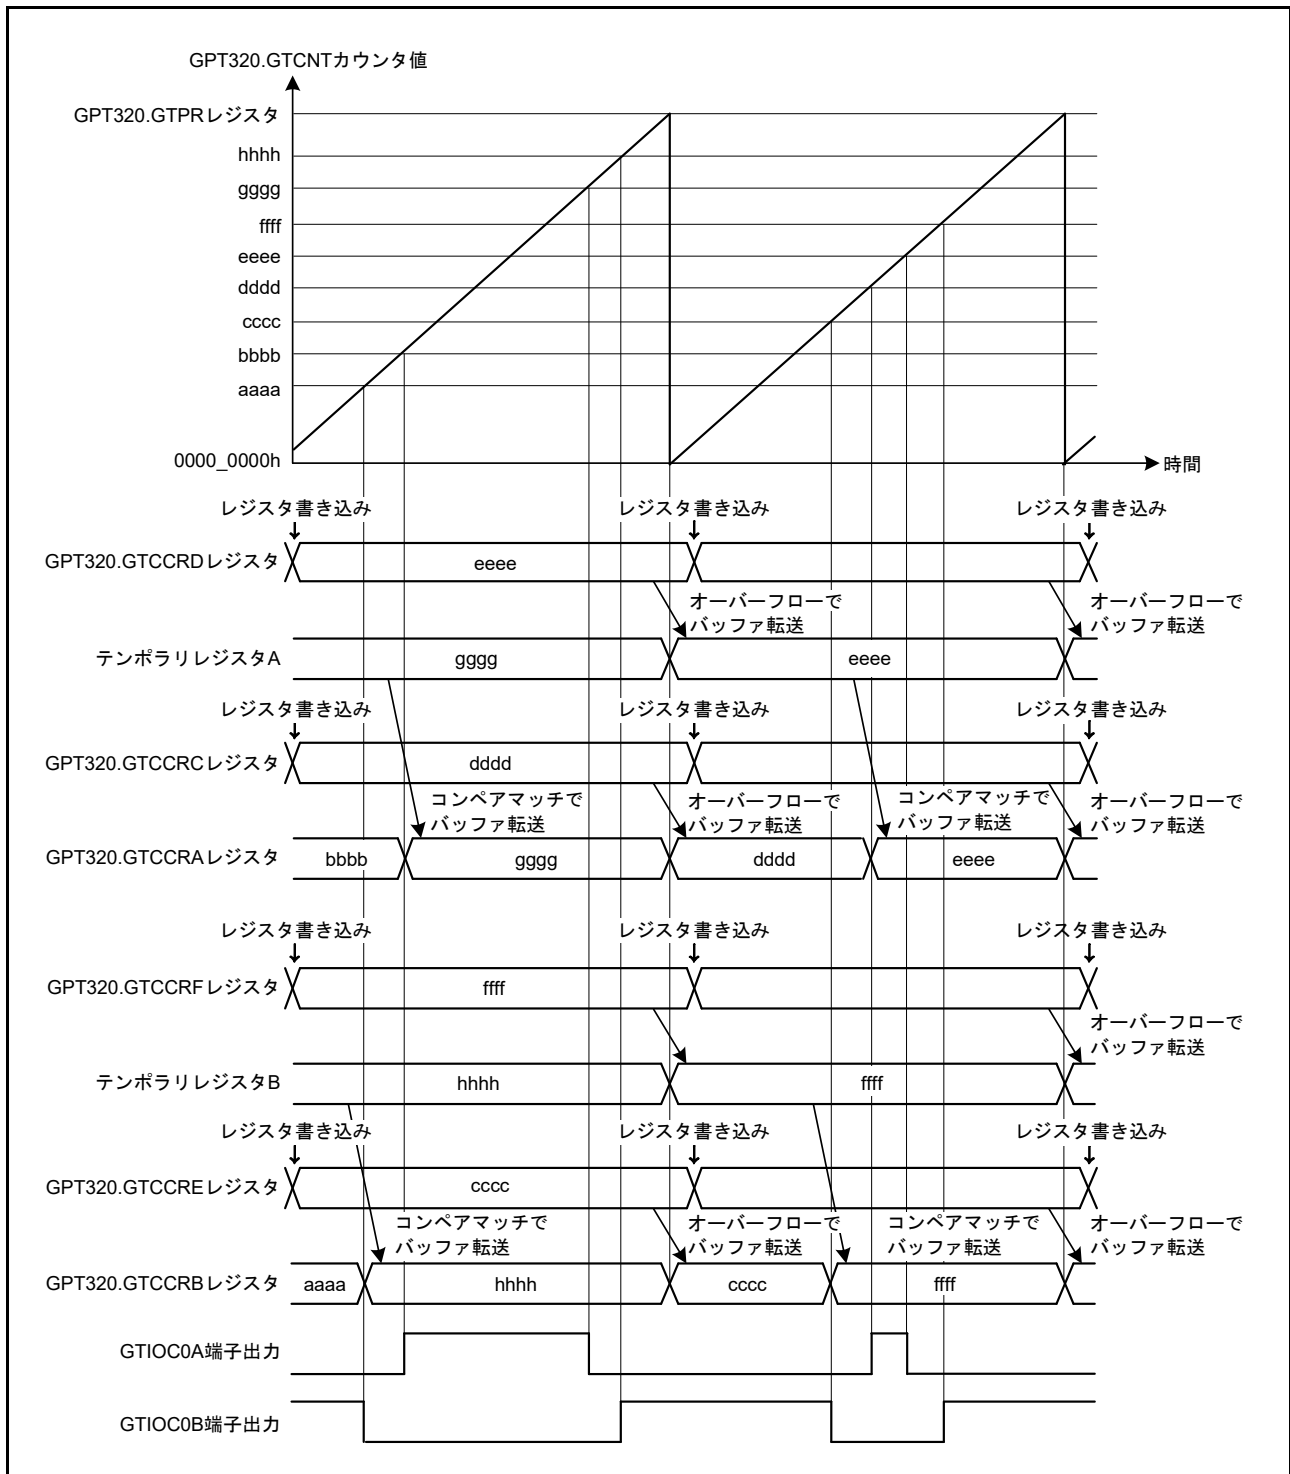 GPT320.GTCNTカウンタ値
GPT320.GTPRレジスタ
hhhh
gggg
ffff
eeee
dddd
cccc
bbbb
aaaa
0000_0000h
時間
レジスタ書き込み レジスタ書き込み レジスタ書き込み
GPT320.GTCCRDレジスタ eeee
オーバーフローで オーバーフローで
バッファ転送 バッファ転送
テンポラリレジスタA gggg eeee
レジスタ書き込み レジスタ書き込み レジスタ書き込み
GPT320.GTCCRCレジスタ dddd
コンペアマッチで オーバーフローで コンペアマッチで オーバーフローで
バッファ転送 バッファ転送 バッファ転送 バッファ転送
GPT320.GTCCRAレジスタ bbbb gggg dddd eeee
レジスタ書き込み レジスタ書き込み レジスタ書き込み
GPT320.GTCCRFレジスタ ffff
オーバーフローで
バッファ転送
テンポラリレジスタB hhhh ffff
レジスタ書き込み レジスタ書き込み レジスタ書き込み
GPT320.GTCCREレジスタ cccc
コンペアマッチで オーバーフローで コンペアマッチで オーバーフローで
バッファ転送 バッファ転送 バッファ転送 バッファ転送
GPT320.GTCCRBレジスタ aaaa hhhh cccc ffff
GTIOC0A端子出力
GTIOC0B端子出力